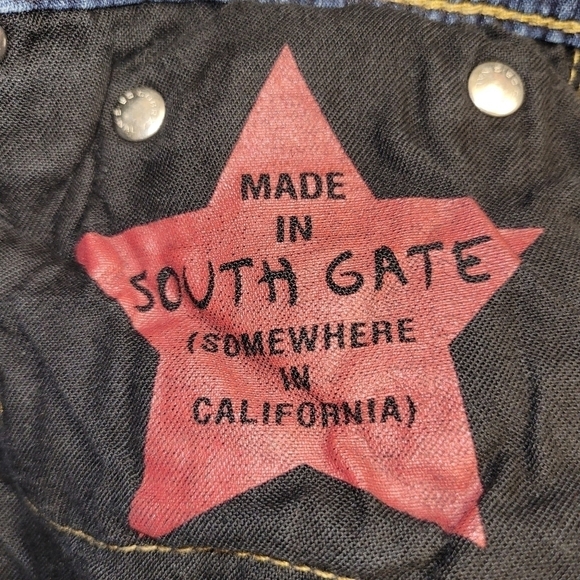 MADE
IN
SOUTH GATE
(SOMEWHERE
IN
CALIFORNIA)